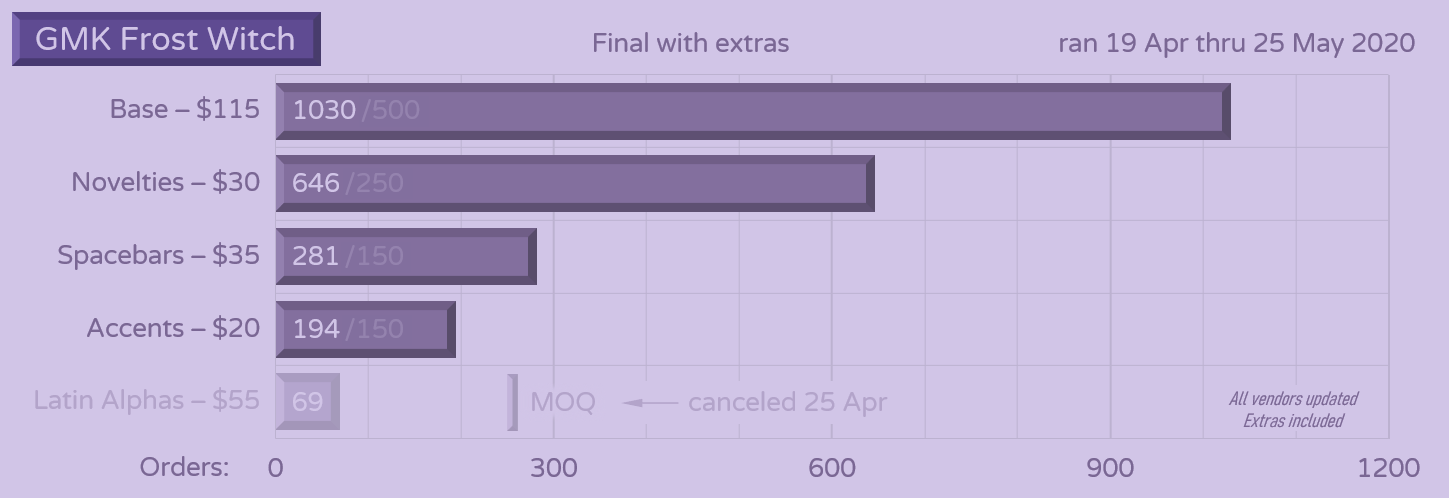 GMK Frost Witch
Final with extras
ran 19 Apr thru 25 May 2020
Base – $115
1030 /500
Novelties – $30
646 /250
Spacebars – $35
281 /150
Accents – $20
194 /150
Latin Alphas – $55
69
MOQ
canceled 25 Apr
All vendors updated
Extras included
Orders: 0 300 600 900 1200